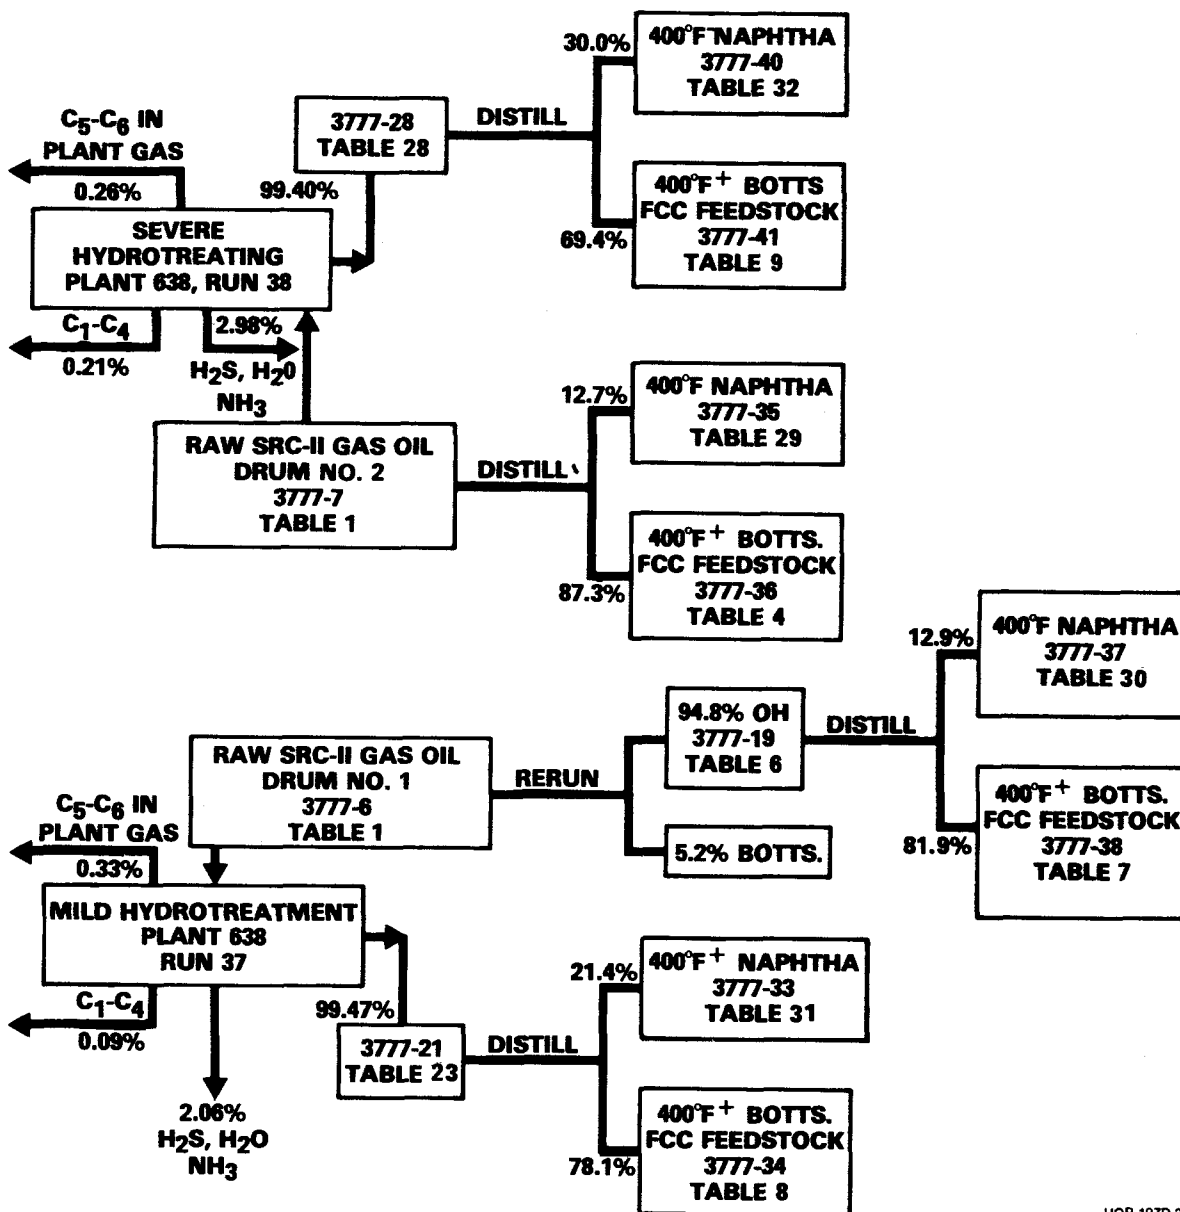 30.0%
400°F NAPHTHA
3777-40
TABLE 32
C5-C6 IN
PLANT GAS
0.26%
3777-28
TABLE 28
DISTILL
99.40%
400°F+ BOTTS
FCC FEEDSTOCK
3777-41
TABLE 9
69.4%
SEVERE
HYDROTREATING
PLANT 638, RUN 38
C1-C4
0.21%
2.98%
H2S, H2O
NH3
12.7%
400°F NAPHTHA
3777-35
TABLE 29
RAW SRC-II GAS OIL
DRUM NO. 2
3777-7
TABLE 1
DISTILL
400°F+ BOTTS.
FCC FEEDSTOCK
3777-36
TABLE 4
87.3%
12.9%
400°F NAPHTHA
3777-37
TABLE 30
94.8% OH
3777-19
TABLE 6
DISTILL
RAW SRC-II GAS OIL
DRUM NO. 1
3777-6
TABLE 1
RERUN
5.2% BOTTS.
400°F+ BOTTS.
FCC FEEDSTOCK
3777-38
TABLE 7
81.9%
C5-C6 IN
PLANT GAS
0.33%
MILD HYDROTREATMENT
PLANT 638
RUN 37
C1-C4
0.09%
2.06%
H2S, H2O
NH3
99.47%
3777-21
TABLE 23
DISTILL
21.4%
400°F+ NAPHTHA
3777-33
TABLE 31
400°F+ BOTTS.
FCC FEEDSTOCK
3777-34
TABLE 8
78.1%